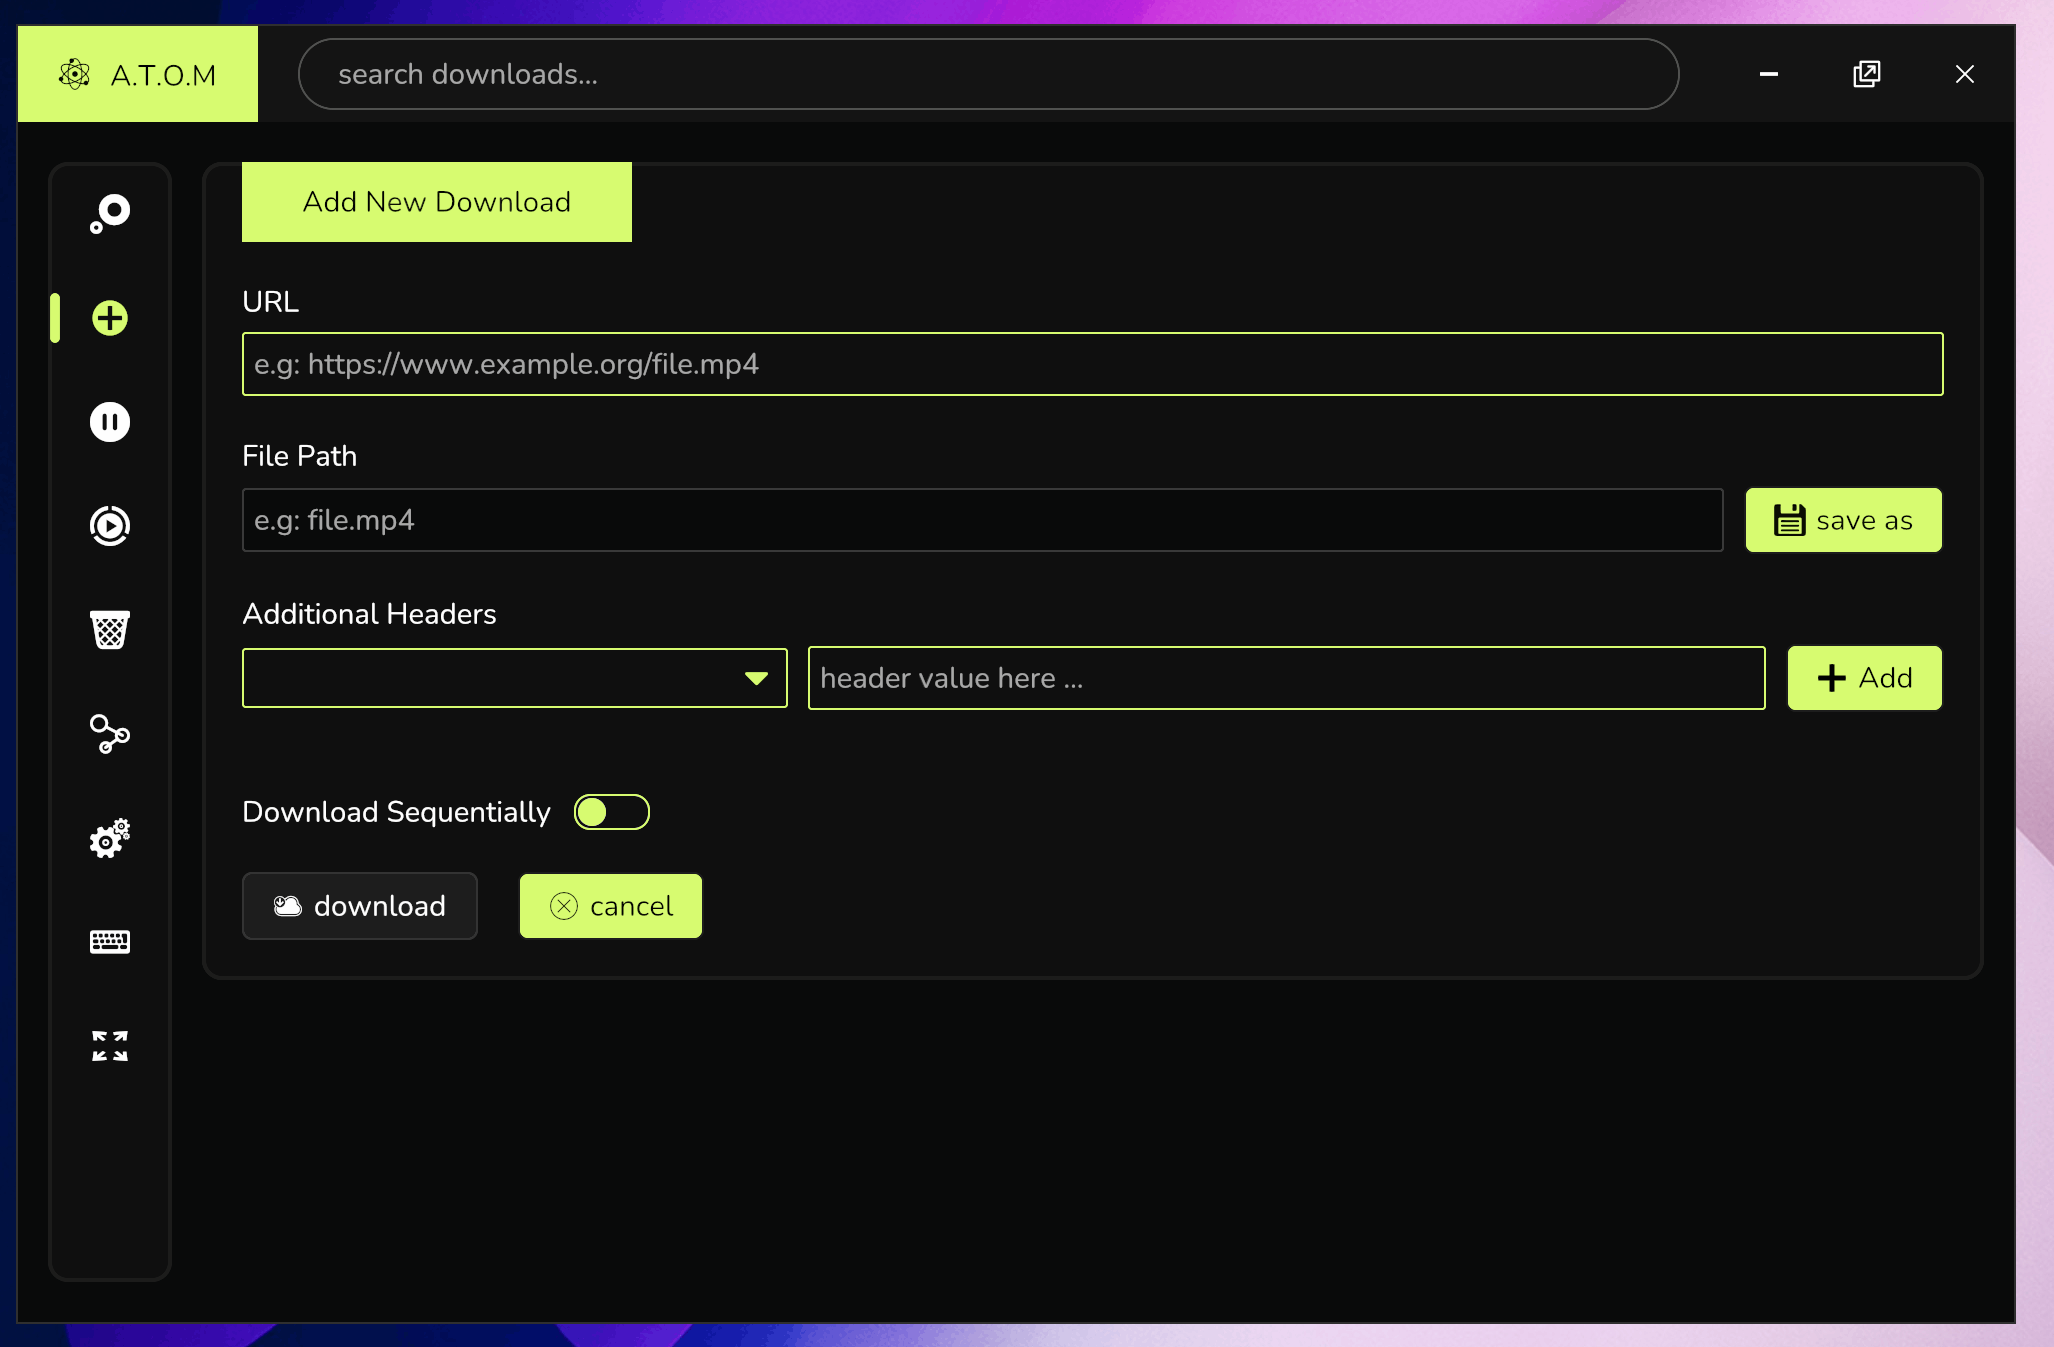 A.T.O.M
search downloads...
Add New Download
URL
e.g: https://www.example.org/file.mp4
File Path
e.g: file.mp4
save as
Additional Headers
header value here ...
Add
Download Sequentially
download
cancel